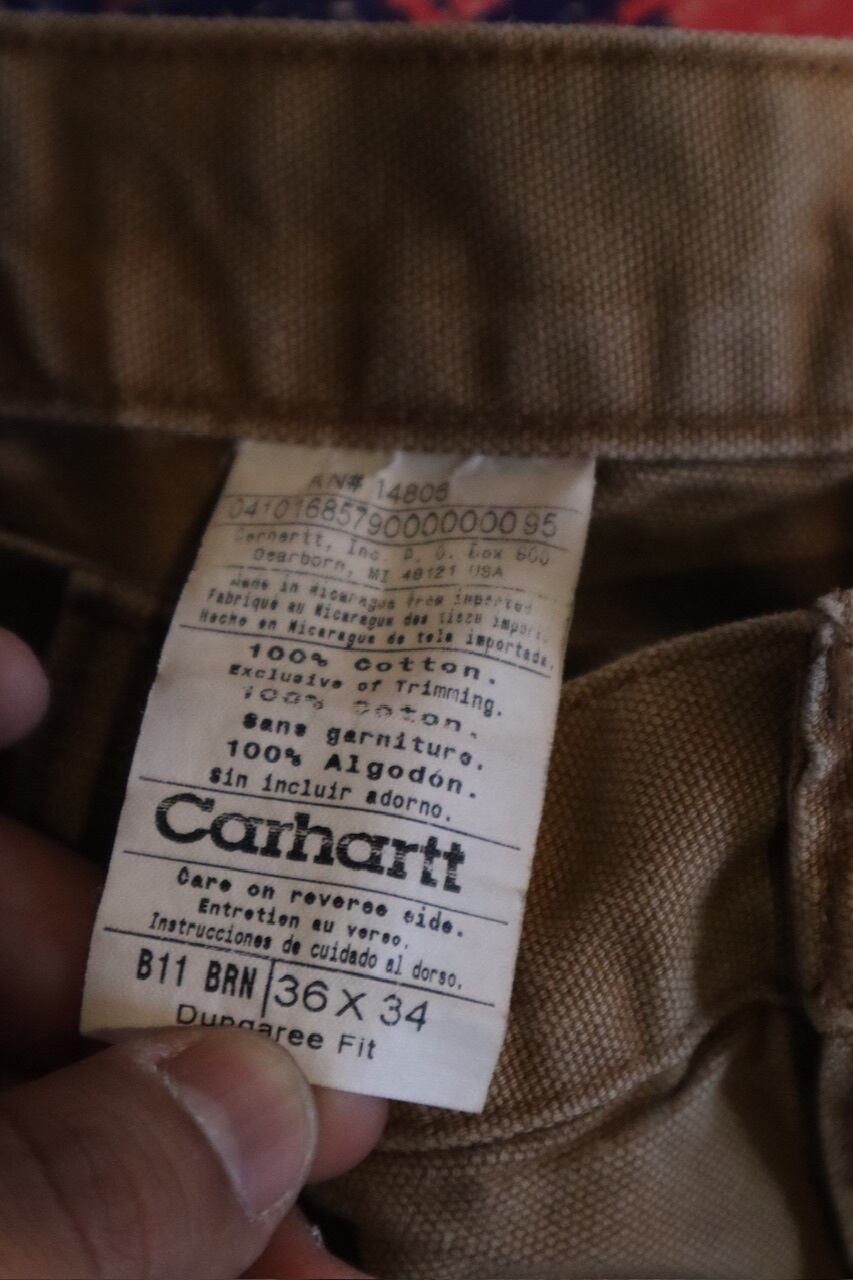 RN# 14806
041016857900000000 95
Carhartt, Inc. P. O. Box 600
Dearborn, MI 48121 USA
Made in Nicaragua from imported
Fabriqué au Nicaragua des tissu import.
Hecho en Nicaragua de tela importada.
100% Cotton.
Exclusive of Trimming.
100% Coton.
Sans garniture.
100% Algodón.
Sin incluir adorno.
Carhartt
Care on reverse side.
Entretien au verso.
Instrucciones de cuidado al dorso.
B11 BRN 36 X 34
Dungaree Fit